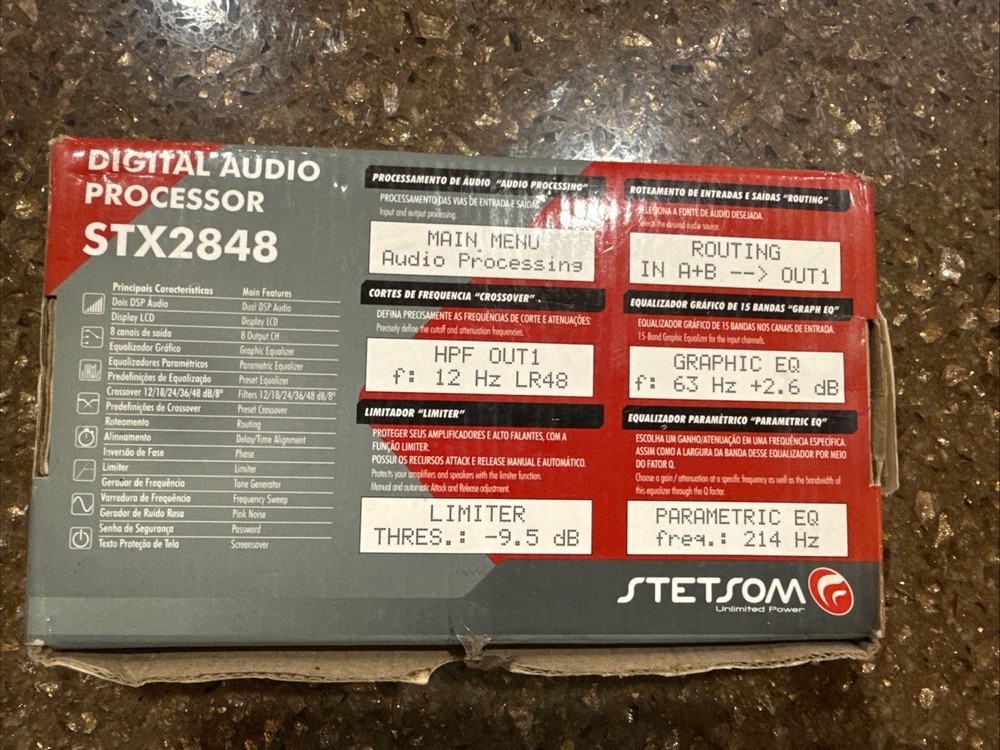 DIGITAL AUDIO
PROCESSOR
STX2848
Principais Características Main Features
Dois DSP Áudio Dual DSP Audio
Display LCD Display LCD
8 canais de saída 8 Output CH
Equalizador Gráfico Graphic Equalizer
Equalizadores Paramétricos Parametric Equalizer
Predefinições de Equalização Preset Equalizer
Crossover 12/18/24/36/48 dB/8ª Filters 12/18/24/36/48 dB/8ª
Predefinições de Crossover Preset Crossover
Roteamento Routing
Alinhamento Delay/Time Alignment
Inversão de Fase Phase
Limiter Limiter
Gerador de Frequência Tone Generator
Varredura de Frequência Frequency Sweep
Gerador de Ruído Rosa Pink Noise
Senha de Segurança Password
Texto Proteção de Tela Screensaver
PROCESSAMENTO DE ÁUDIO "AUDIO PROCESSING"
PROCESSAMENTO DAS VIAS DE ENTRADA E SAÍDAS.
Input and output processing.
MAIN MENU
Audio Processing
CORTES DE FREQUENCIA "CROSSOVER" .
DEFINA PRECISAMENTE AS FREQUÊNCIAS DE CORTE E ATENUAÇÕES:
Precisely define the cutoff and attenuation frequencies.
HPF OUT1
f: 12 Hz LR48
LIMITADOR "LIMITER"
PROTEGER SEUS AMPLIFICADORES E ALTO FALANTES, COM A
FUNÇÃO LIMITER.
POSSUI OS RECURSOS ATTACK E RELEASE MANUAL E AUTOMÁTICO.
Protects your amplifiers and speakers with the limiter function.
Manual and automatic Attack and Release adjustment.
LIMITER
THRES.: -9.5 dB
ROTEAMENTO DE ENTRADAS E SAÍDAS "ROUTING"
SELECIONA A FONTE DE ÁUDIO DESEJADA.
Selects the desired audio source.
ROUTING
IN A+B --> OUT1
EQUALIZADOR GRÁFICO DE 15 BANDAS "GRAPH EQ"
EQUALIZADOR GRÁFICO DE 15 BANDAS NOS CANAIS DE ENTRADA.
15-Band Graphic Equalizer for the input channels.
GRAPHIC EQ
f: 63 Hz +2.6 dB
EQUALIZADOR PARAMÉTRICO "PARAMETRIC EQ"
ESCOLHA UM GANHO/ATENUAÇÃO EM UMA FREQUÊNCIA ESPECÍFICA.
ASSIM COMO A LARGURA DA BANDA DESSE EQUALIZADOR POR MEIO
DO FATOR Q.
Choose a gain / attenuation at a specific frequency as well as the bandwidth of
this equalizer through the Q factor.
PARAMETRIC EQ
freq.: 214 Hz
STETSOM
Unlimited Power